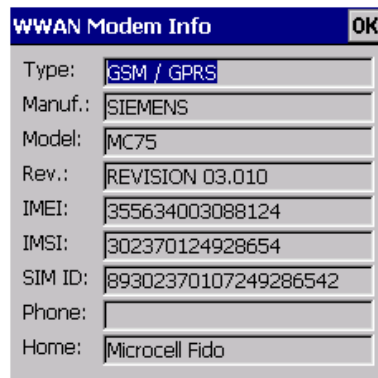 WWAN Modem Info OK
Type: GSM / GPRS
Manuf.: SIEMENS
Model: MC75
Rev.: REVISION 03.010
IMEI: 355634003088124
IMSI: 302370124928654
SIM ID: 89302370107249286542
Phone:
Home: Microcell Fido